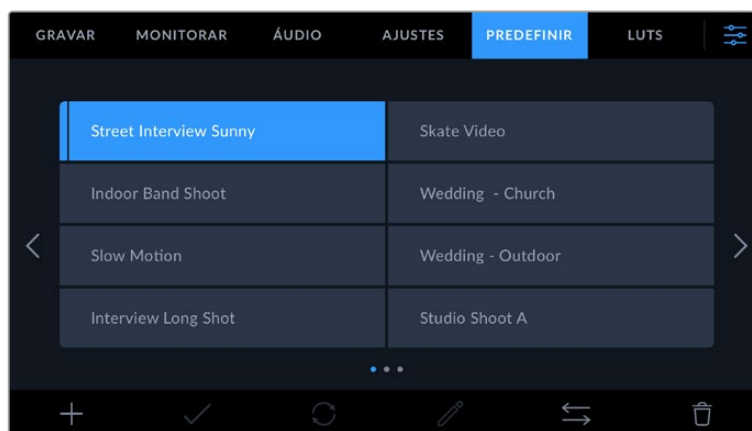 GRAVAR MONITORAR ÁUDIO AJUSTES PREDEFINIR LUTS
Street Interview Sunny Skate Video
Indoor Band Shoot Wedding - Church
Slow Motion Wedding - Outdoor
Interview Long Shot Studio Shoot A